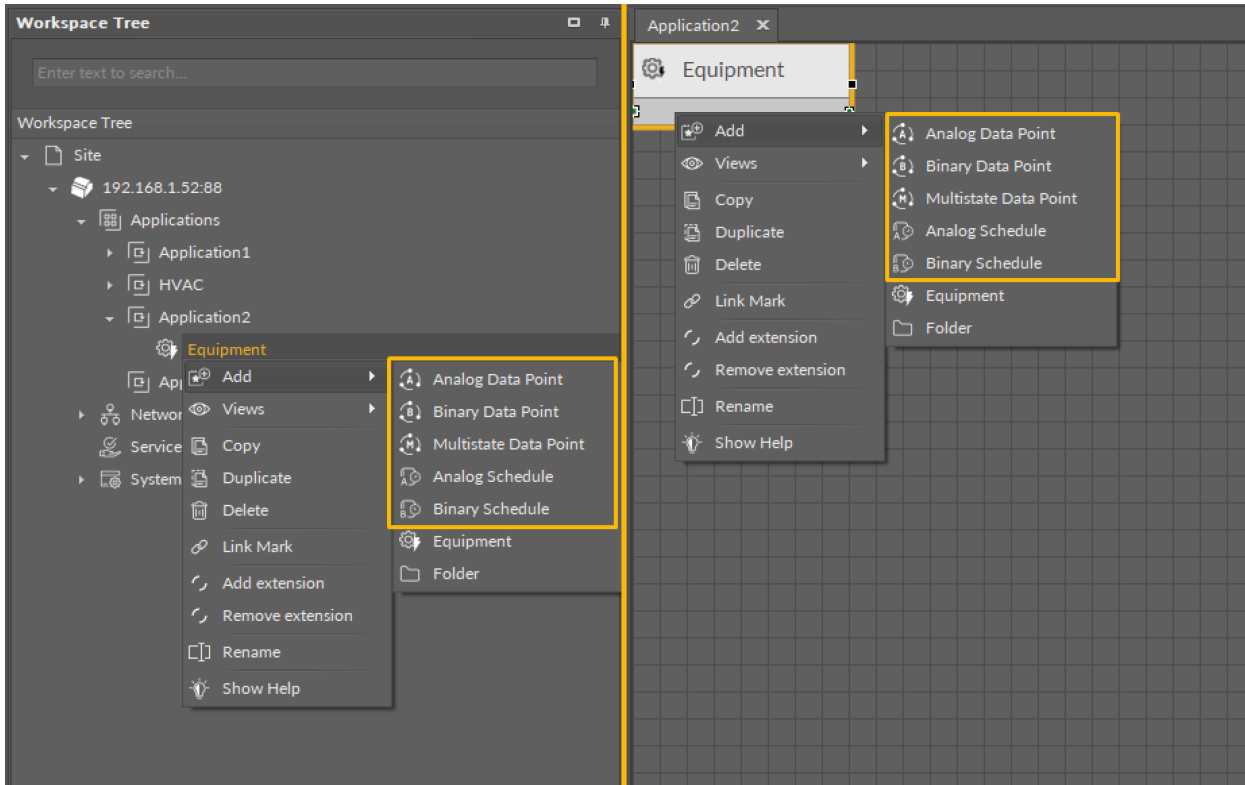 Workspace Tree
Enter text to search...
Workspace Tree
Site
192.168.1.52:88
Applications
Application1
HVAC
Application2
Equipment
App
Networ
Service
System
Add
Views
Copy
Duplicate
Delete
Link Mark
Add extension
Remove extension
Rename
Show Help
Analog Data Point
Binary Data Point
Multistate Data Point
Analog Schedule
Binary Schedule
Equipment
Folder
Application2
Equipment
Add
Views
Copy
Duplicate
Delete
Link Mark
Add extension
Remove extension
Rename
Show Help
Analog Data Point
Binary Data Point
Multistate Data Point
Analog Schedule
Binary Schedule
Equipment
Folder